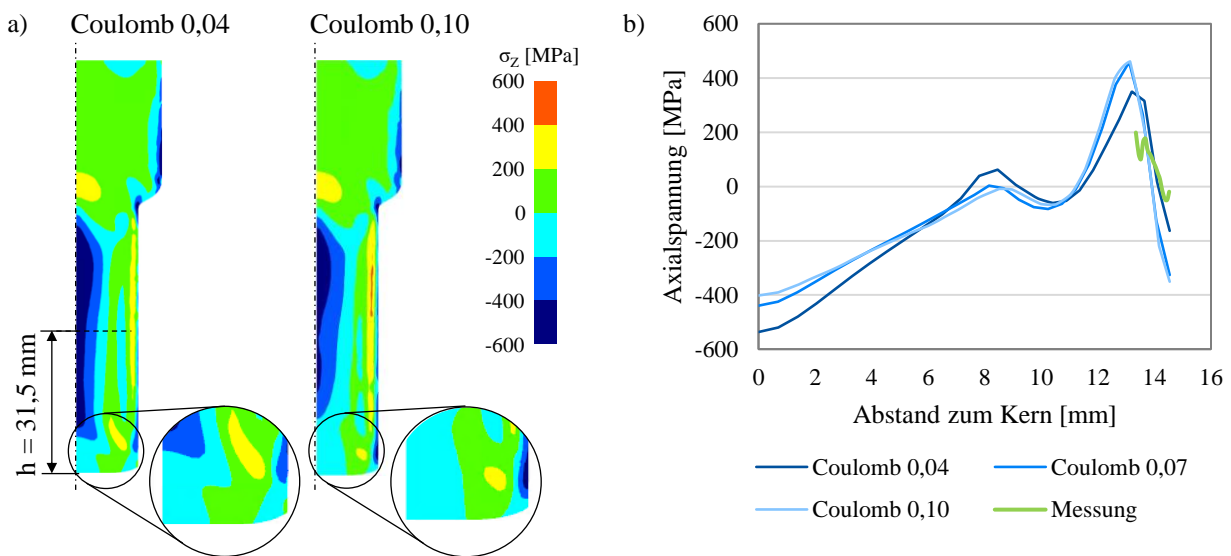 a)
Coulomb 0,04
Coulomb 0,10
σZ [MPa]
600
400
200
0
-200
-400
-600
h = 31,5 mm
b)
Axialspannung [MPa]
600
400
200
0
-200
-400
-600
0 2 4 6 8 10 12 14 16
Abstand zum Kern [mm]
Coulomb 0,04
Coulomb 0,07
Coulomb 0,10
Messung